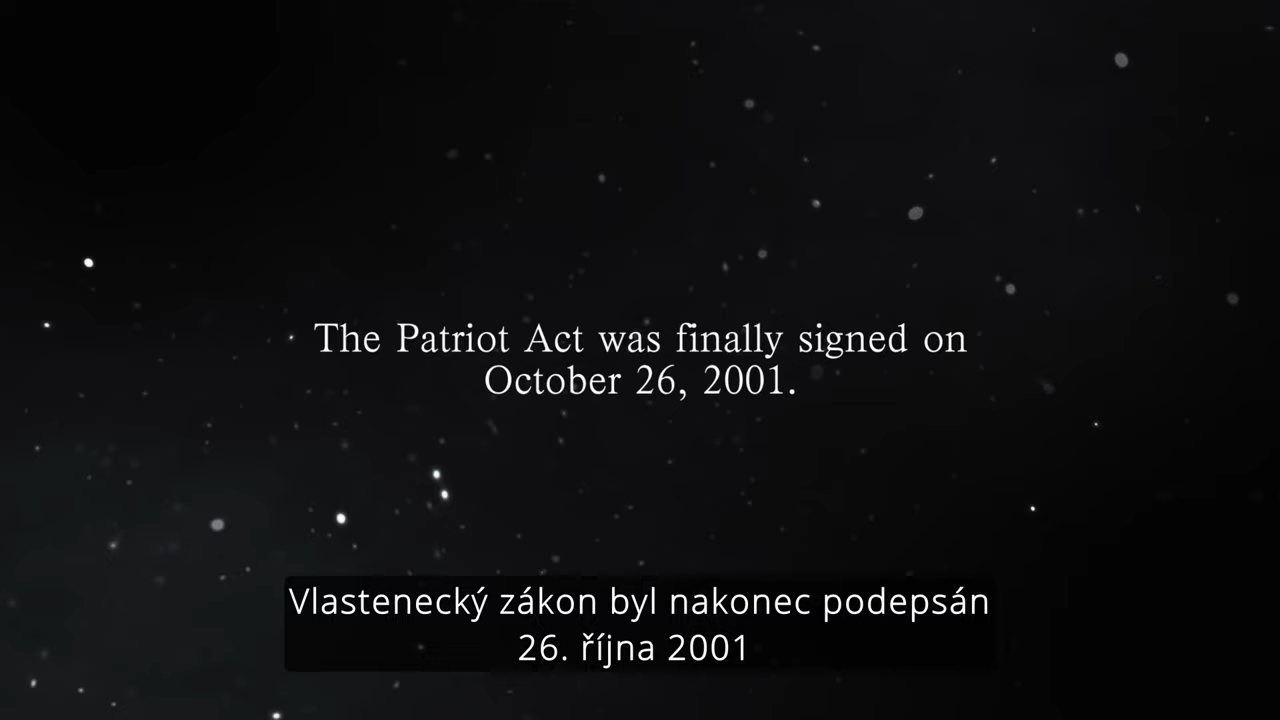 The Patriot Act was finally signed on
October 26, 2001.
Vlastenecký zákon byl nakonec podepsán
26. října 2001